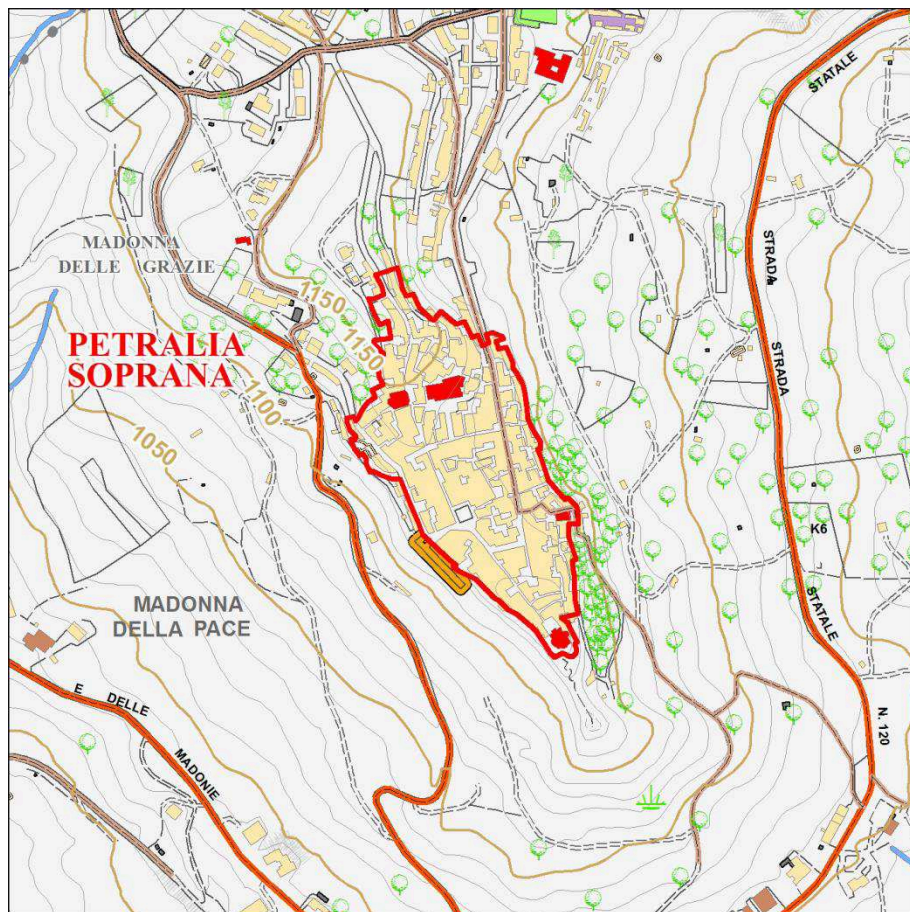 STATALE
STRADA
MADONNA
DELLE GRAZIE
1150
1150
PETRALIA
SOPRANA
1100
1050
STRADA
K6
MADONNA
DELLA PACE
STATALE
E DELLE
MADONIE
N. 120